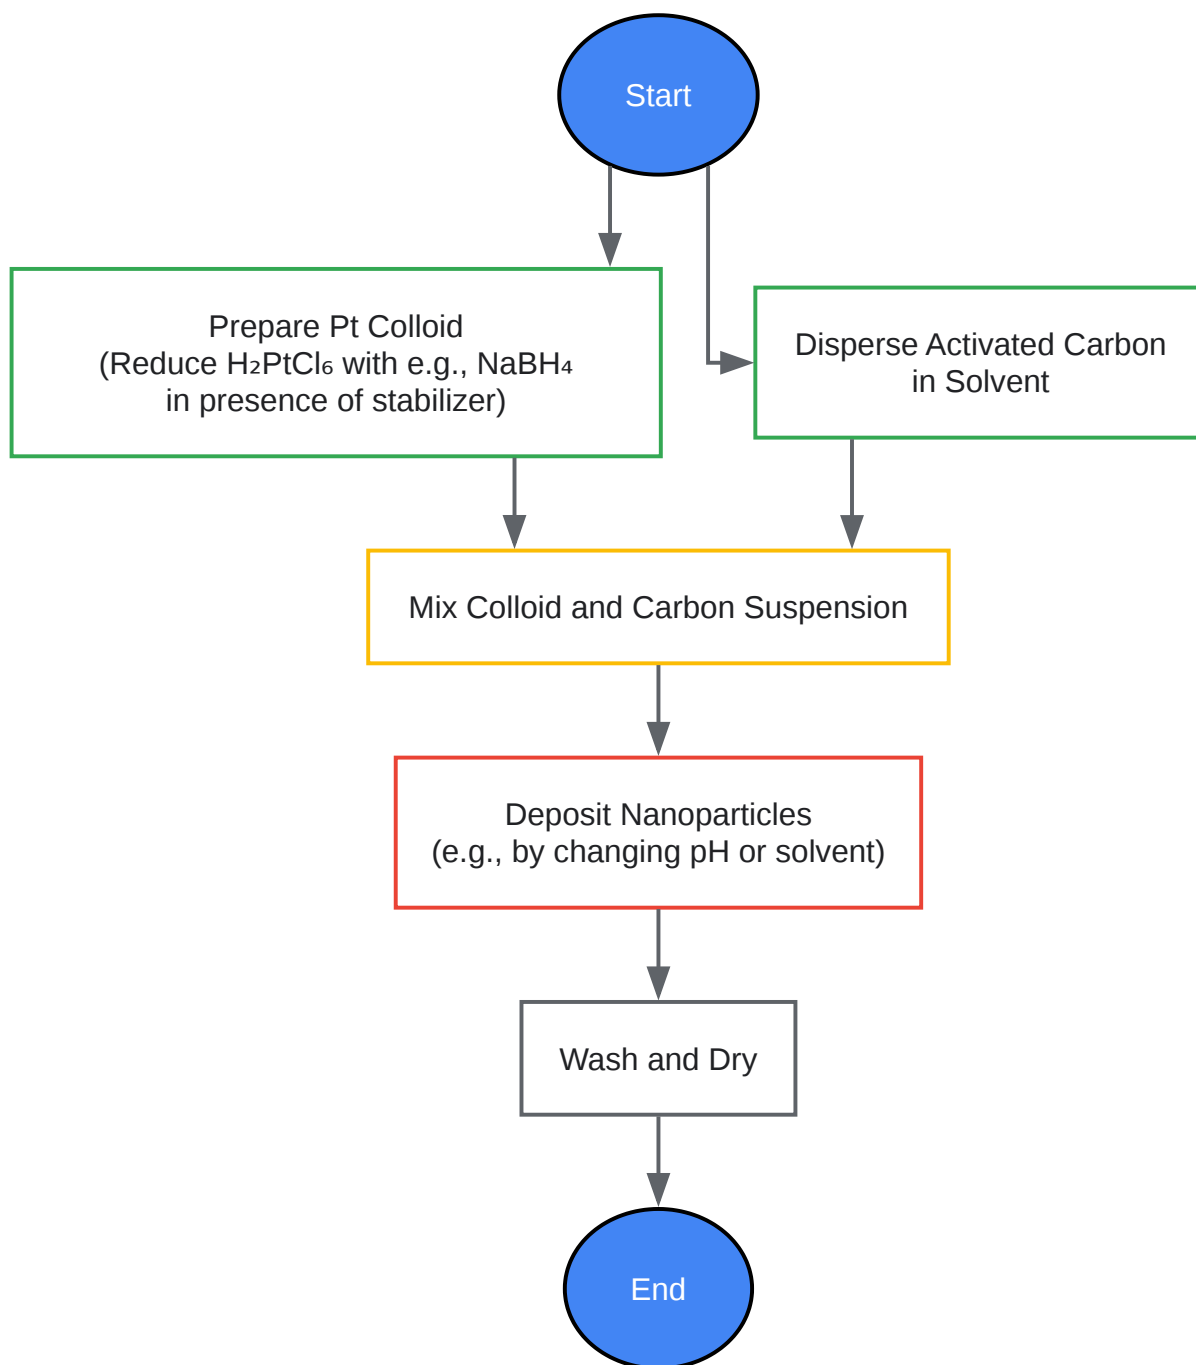 Start
Prepare Pt Colloid
(Reduce H₂PtCl₆ with e.g., NaBH₄
in presence of stabilizer)
Disperse Activated Carbon
in Solvent
Mix Colloid and Carbon Suspension
Deposit Nanoparticles
(e.g., by changing pH or solvent)
Wash and Dry
End